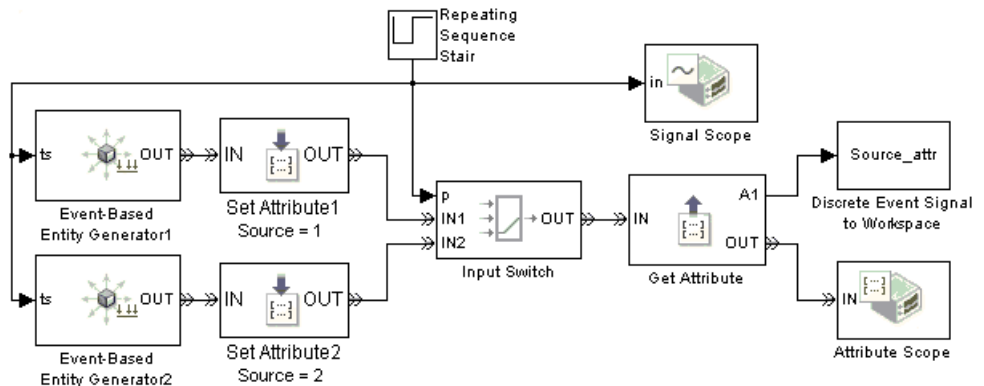 Repeating
Sequence
Stair
in
Signal Scope
ts
OUT
Event-Based
Entity Generator1
IN
OUT
Set Attribute1
Source = 1
p
IN1
IN2
OUT
Input Switch
IN
A1
OUT
Get Attribute
Source_attr
Discrete Event Signal
to Workspace
ts
OUT
Event-Based
Entity Generator2
IN
OUT
Set Attribute2
Source = 2
IN
Attribute Scope